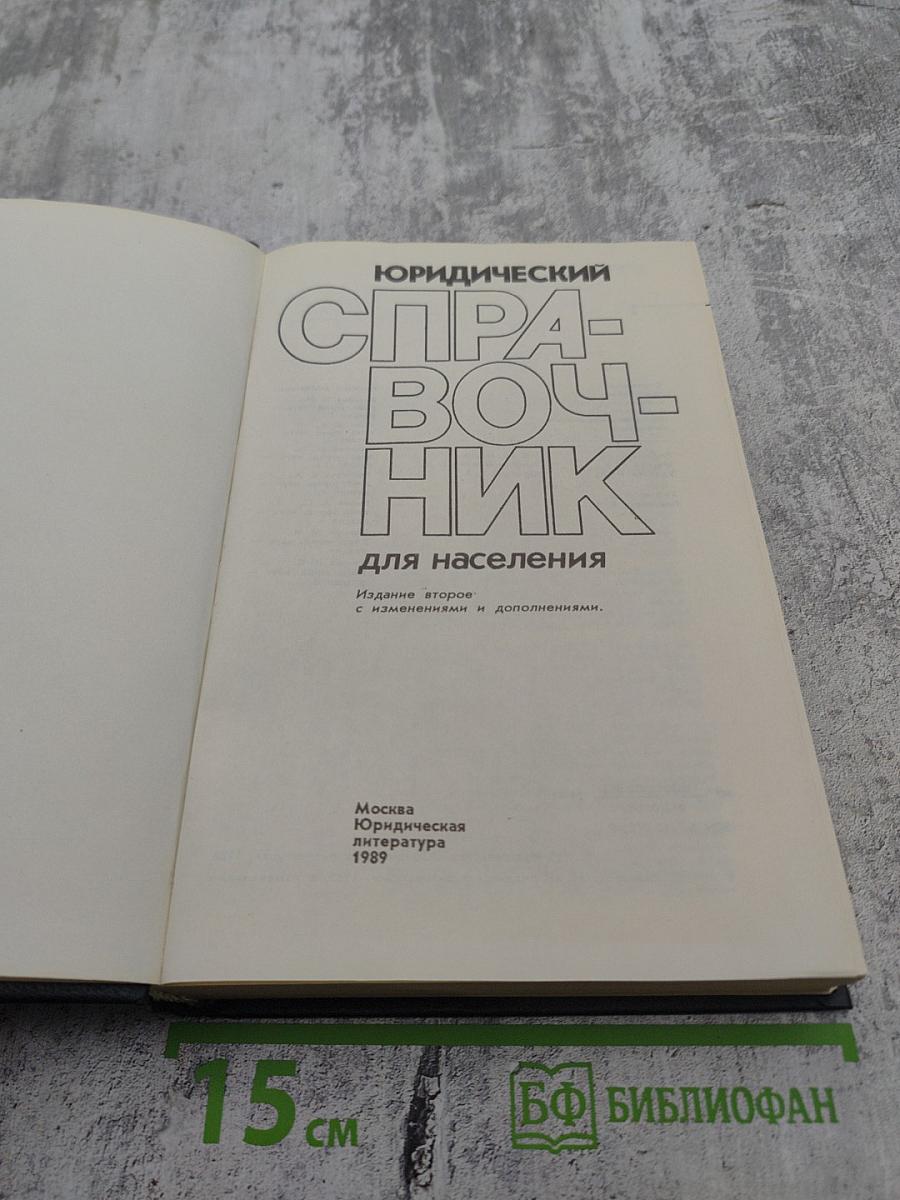 ЮРИДИЧЕСКИЙ
СПРА-
ВОЧ-
НИК
для населения
Издание второе
с изменениями и дополнениями.
Москва
Юридическая
литература
1989
15 см
БФ БИБЛИОФАН